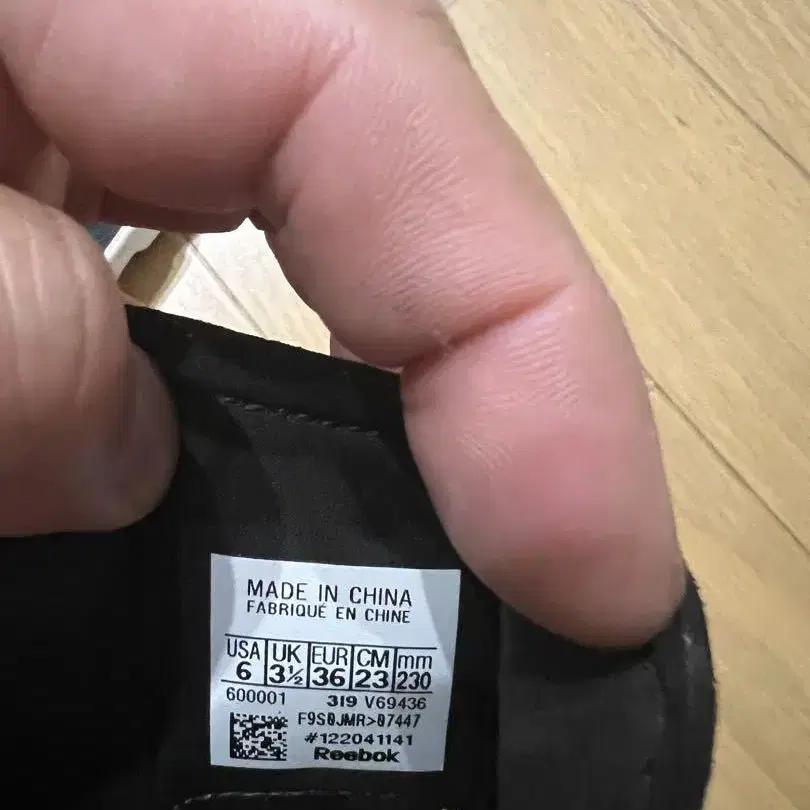 MADE IN CHINA
FABRIQUÉ EN CHINE
USA UK EUR CM mm
6 3½ 36 23 230
600001 319 V69436
F9S0JMR>07447
#122041141
Reebok